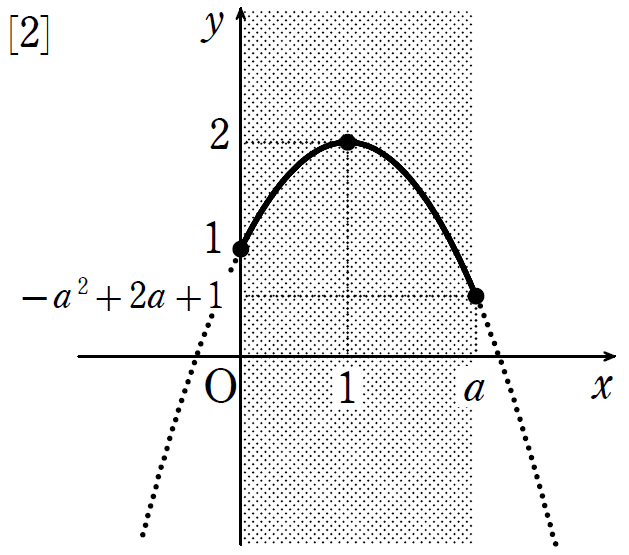 [2]
y
2
1
−a² + 2a + 1
O 1 a x